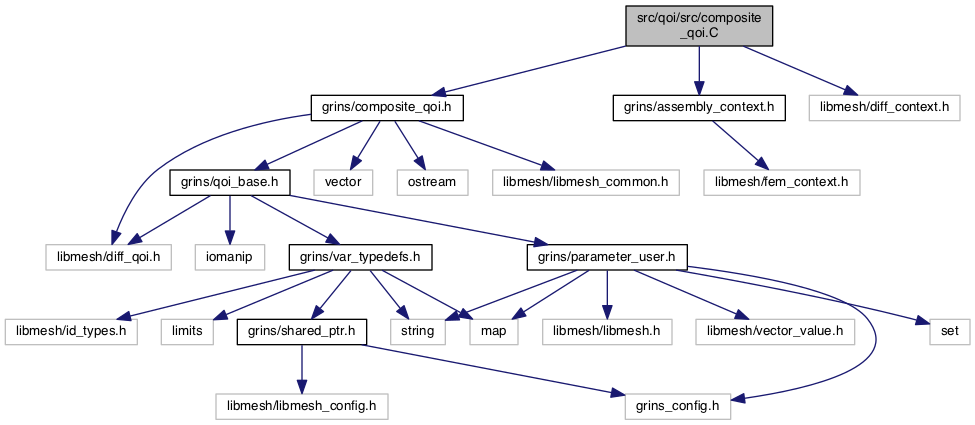 src/qoi/src/composite
_qoi.C
grins/composite_qoi.h
grins/assembly_context.h
libmesh/diff_context.h
grins/qoi_base.h
vector
ostream
libmesh/libmesh_common.h
libmesh/fem_context.h
libmesh/diff_qoi.h
iomanip
grins/var_typedefs.h
grins/parameter_user.h
libmesh/id_types.h
limits
grins/shared_ptr.h
string
map
libmesh/libmesh.h
libmesh/vector_value.h
set
libmesh/libmesh_config.h
grins_config.h